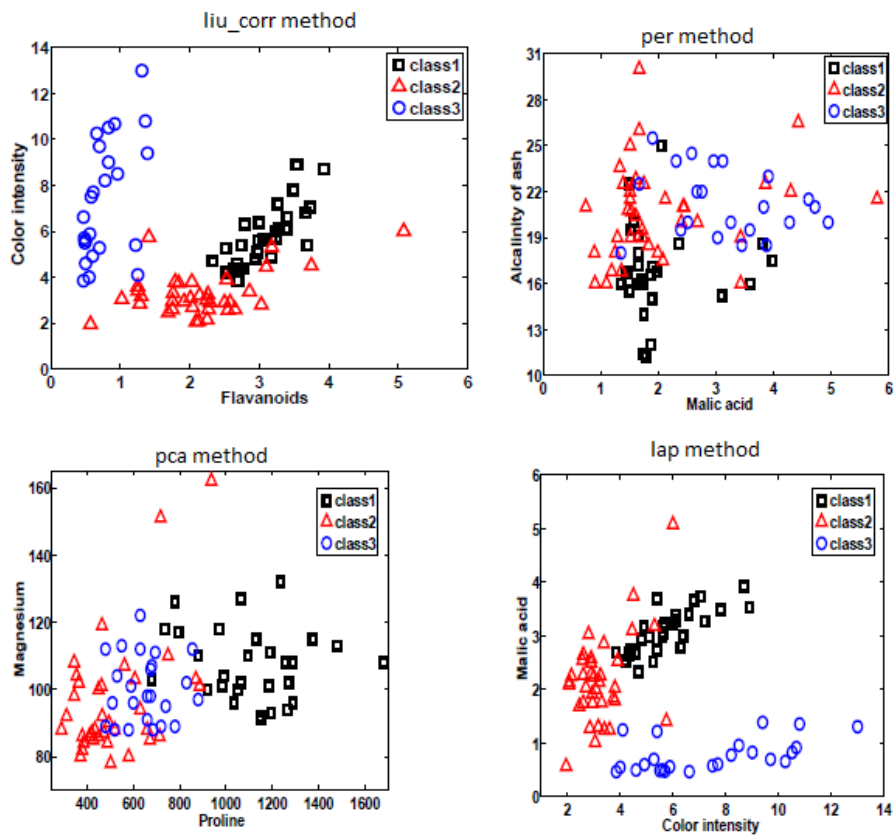 liu_corr method
14
12
10
8
6
4
2
0
Color intensity
class1
class2
class3
0 1 2 3 4 5 6
Flavanoids
per method
31
28
25
22
19
16
13
10
Alcalinity of ash
class1
class2
class3
0 1 2 3 4 5 6
Malic acid
pca method
160
140
120
100
80
Magnesium
class1
class2
class3
400 600 800 1000 1200 1400 1600
Proline
lap method
6
5
4
3
2
1
0
Malic acid
class1
class2
class3
2 4 6 8 10 12 14
Color intensity